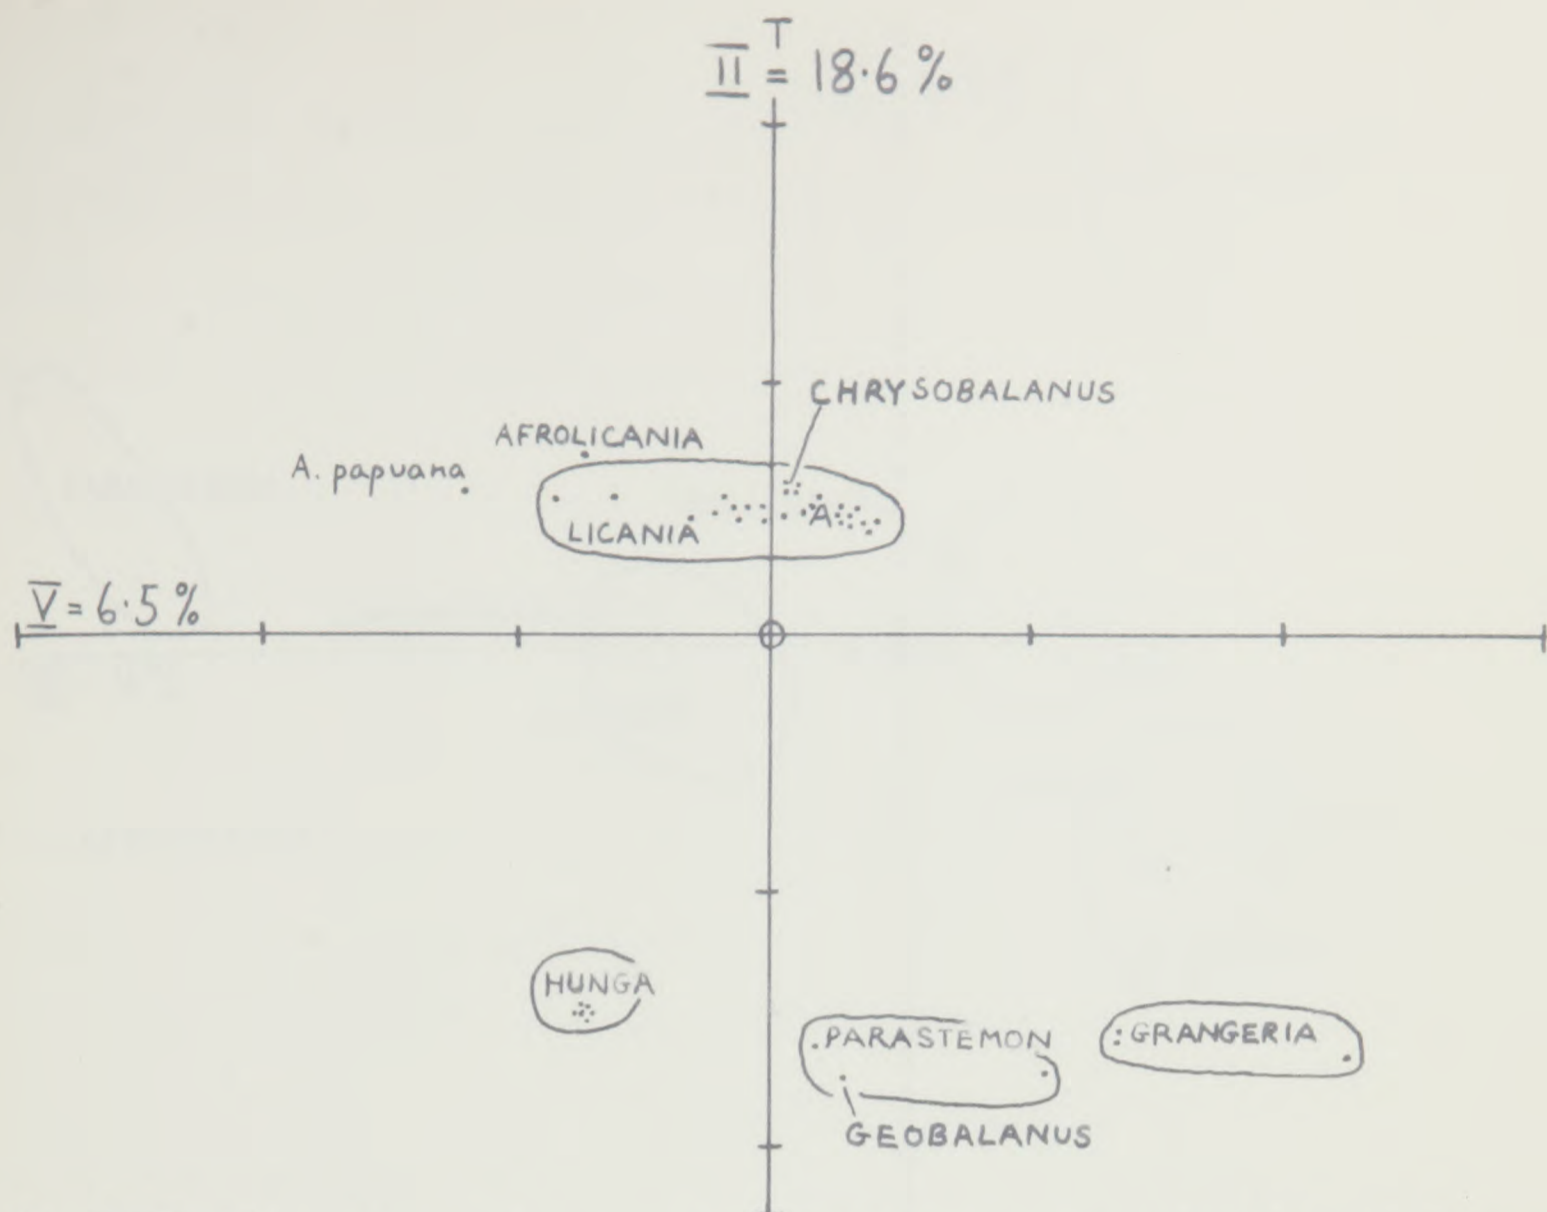 II = 18·6 %
CHRYSOBALANUS
AFROLICANIA
A. papuana
A
LICANIA
V = 6·5 %
HUNGA
PARASTEMON
GRANGERIA
GEOBALANUS